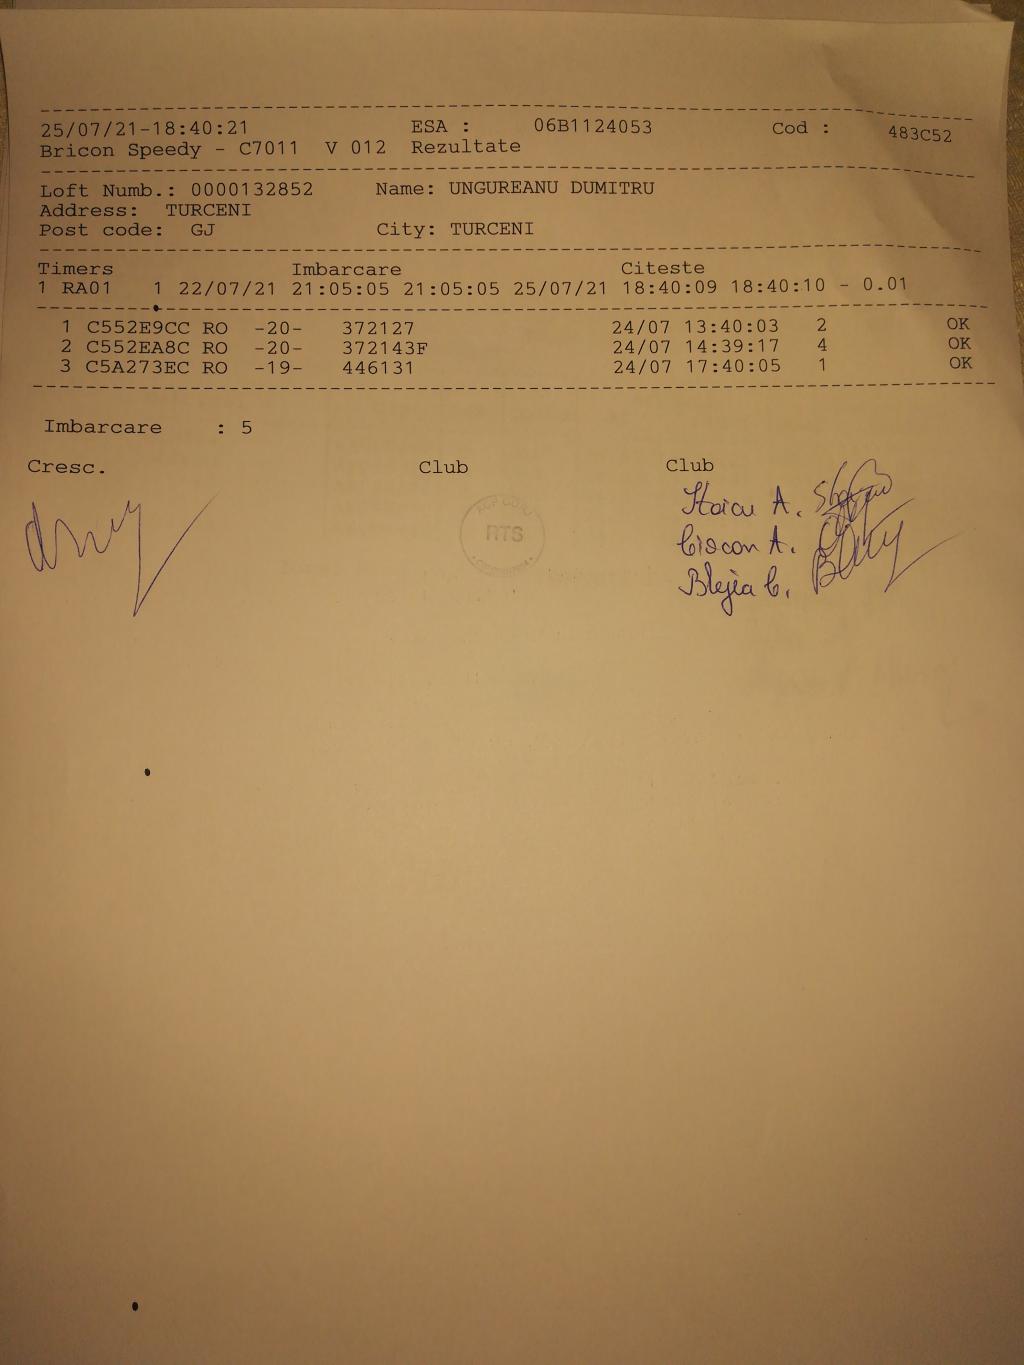 25/07/21-18:40:21 ESA : 06B1124053 Cod : 483C52
Bricon Speedy - C7011 V 012 Rezultate
Loft Numb.: 0000132852 Name: UNGUREANU DUMITRU
Address: TURCENI
Post code: GJ City: TURCENI
Timers Imbarcare Citeste
1 RA01 1 22/07/21 21:05:05 21:05:05 25/07/21 18:40:09 18:40:10 - 0.01
1 C552E9CC RO -20- 372127 24/07 13:40:03 2 OK
2 C552EA8C RO -20- 372143F 24/07 14:39:17 4 OK
3 C5A273EC RO -19- 446131 24/07 17:40:05 1 OK
Imbarcare : 5
Cresc. Club Club
Stoicu A.
RTS
Ciocon A.
Blejea C.